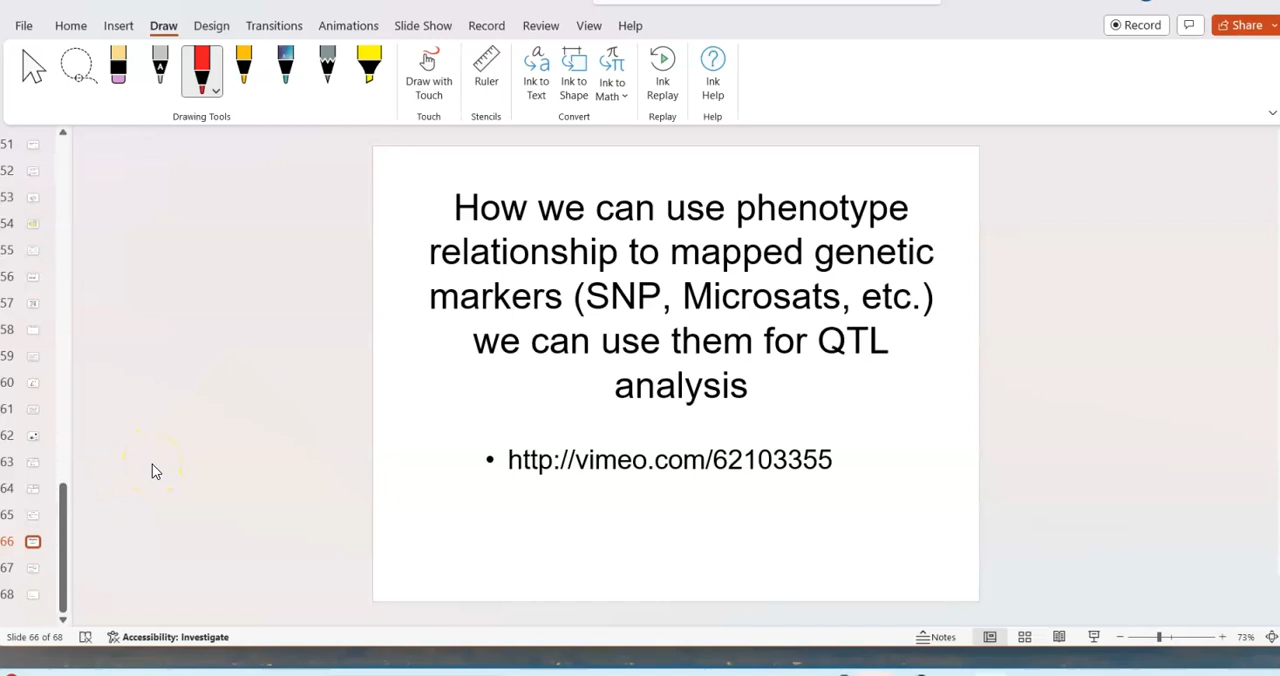 File Home Insert Draw Design Transitions Animations Slide Show Record Review View Help Record Share
Draw with Touch
Ruler
Ink to Text
Ink to Shape
Ink to Math
Ink Replay
Ink Help
Drawing Tools Touch Stencils Convert Replay Help
51
52
53
54
55
56
57
58
59
60
61
62
63
64
65
66
67
68
How we can use phenotype
relationship to mapped genetic
markers (SNP, Microsats, etc.)
we can use them for QTL
analysis
• http://vimeo.com/62103355
Slide 66 of 68 Accessibility: Investigate Notes 73%